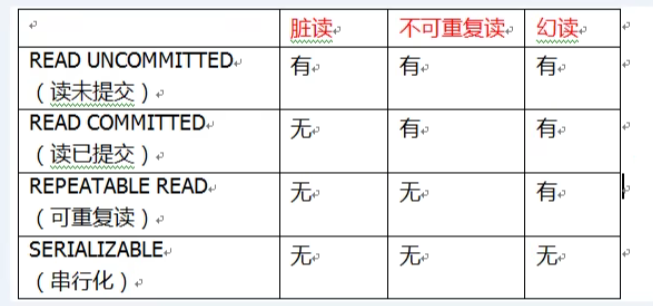 脏读 不可重复读 幻读
READ UNCOMMITTED 有 有 有
（读未提交）
READ COMMITTED 无 有 有
（读已提交）
REPEATABLE READ 无 无 有
（可重复读）
SERIALIZABLE 无 无 无
（串行化）